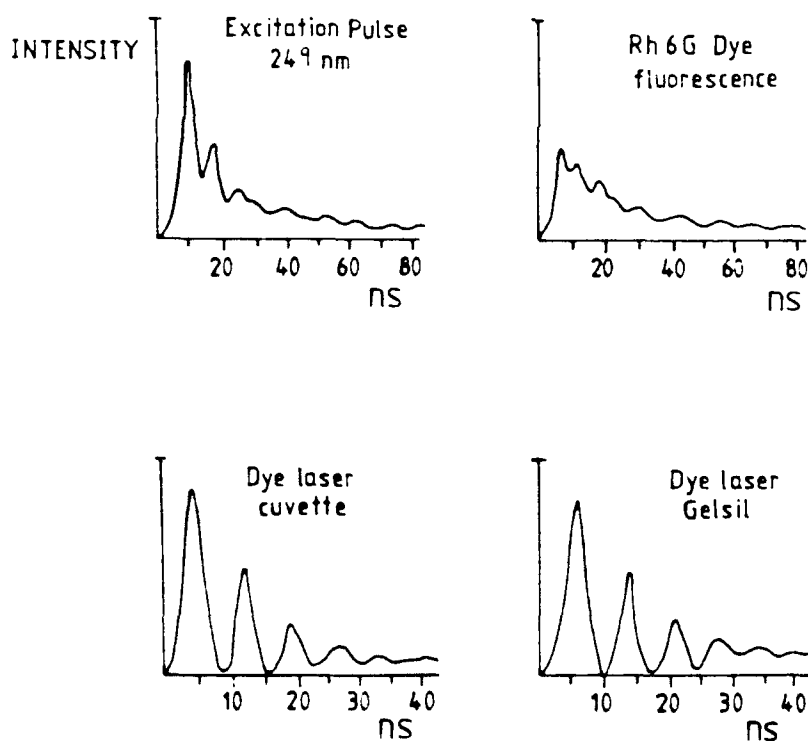 INTENSITY
Excitation Pulse
249 nm
20 40 60 80
ns
Rh 6G Dye
fluorescence
20 40 60 80
ns
Dye laser
cuvette
10 20 30 40
ns
Dye laser
Gelsil
10 20 30 40
ns